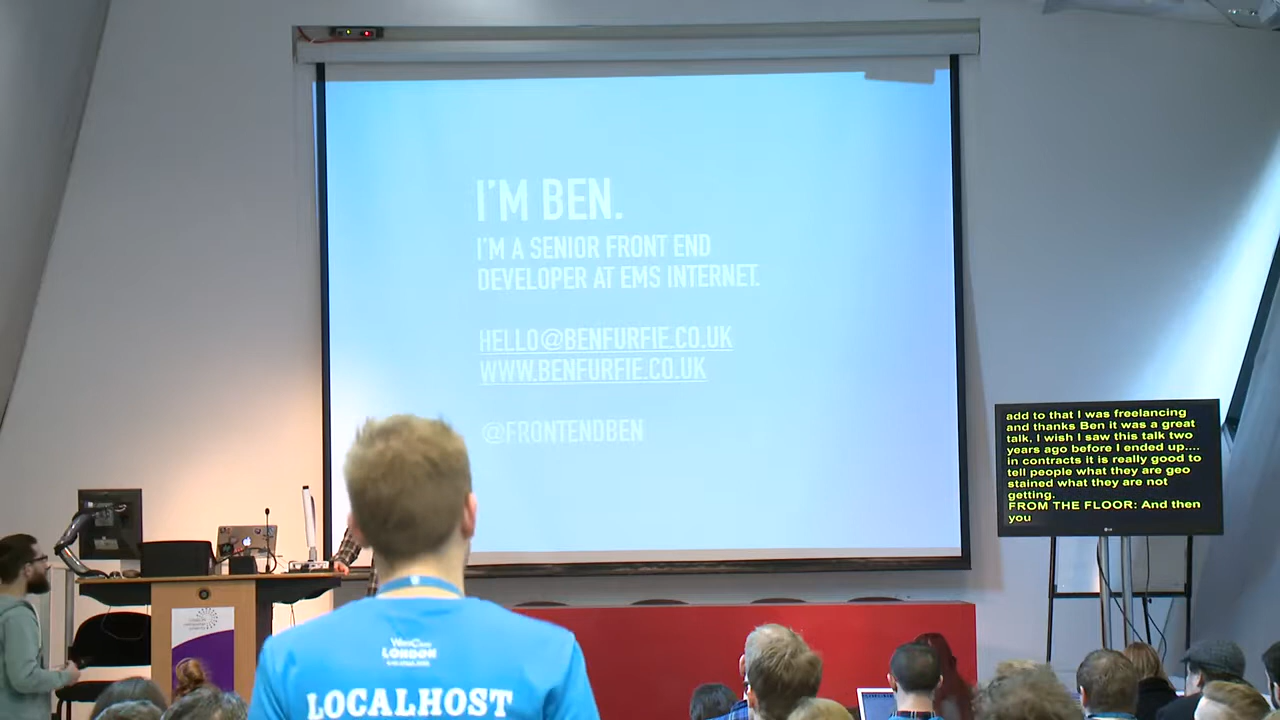 I'M BEN.
I'M A SENIOR FRONT END
DEVELOPER AT EMS INTERNET.
HELLO@BENFURFIE.CO.UK
WWW.BENFURFIE.CO.UK
@FRONTENDBEN
add to that I was freelancing
and thanks Ben it was a great
talk, I wish I saw this talk two
years ago before I ended up....
in contracts it is really good to
tell people what they are geo
stained what they are not
getting.
FROM THE FLOOR: And then
you
LG
WordCamp
LONDON
LOCALHOST